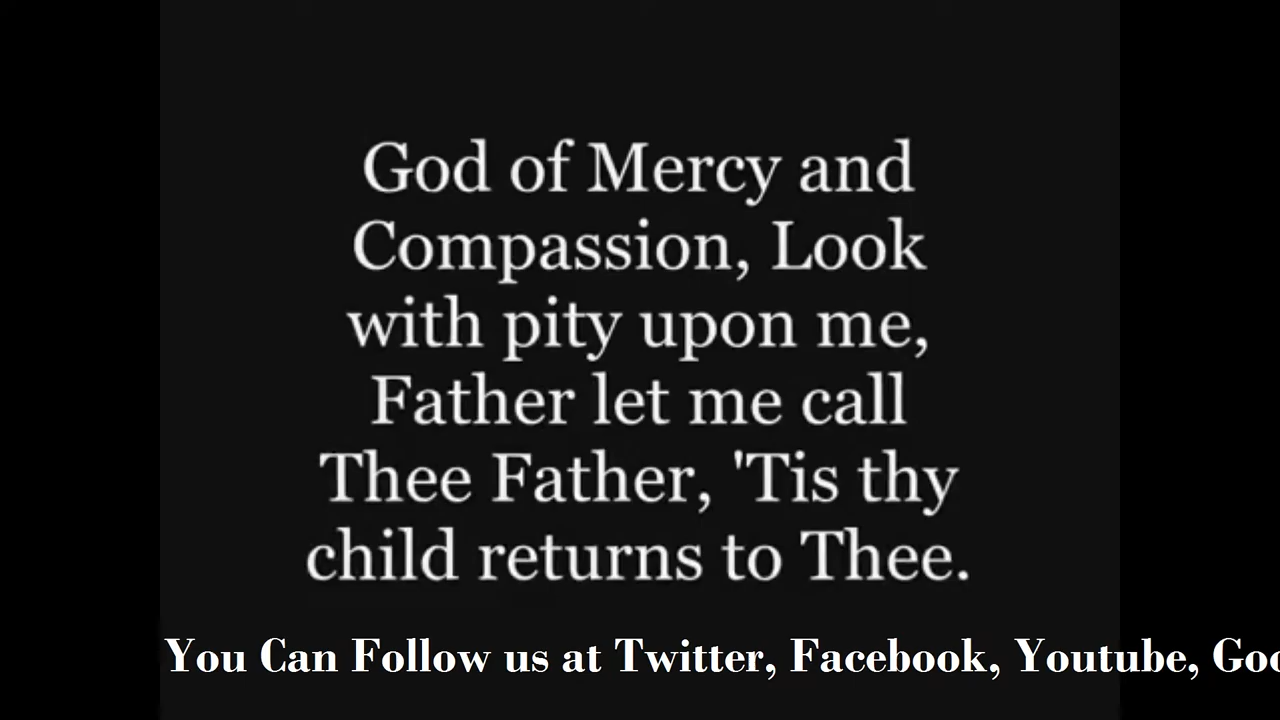 God of Mercy and
Compassion, Look
with pity upon me,
Father let me call
Thee Father, 'Tis thy
child returns to Thee.
You Can Follow us at Twitter, Facebook, Youtube,